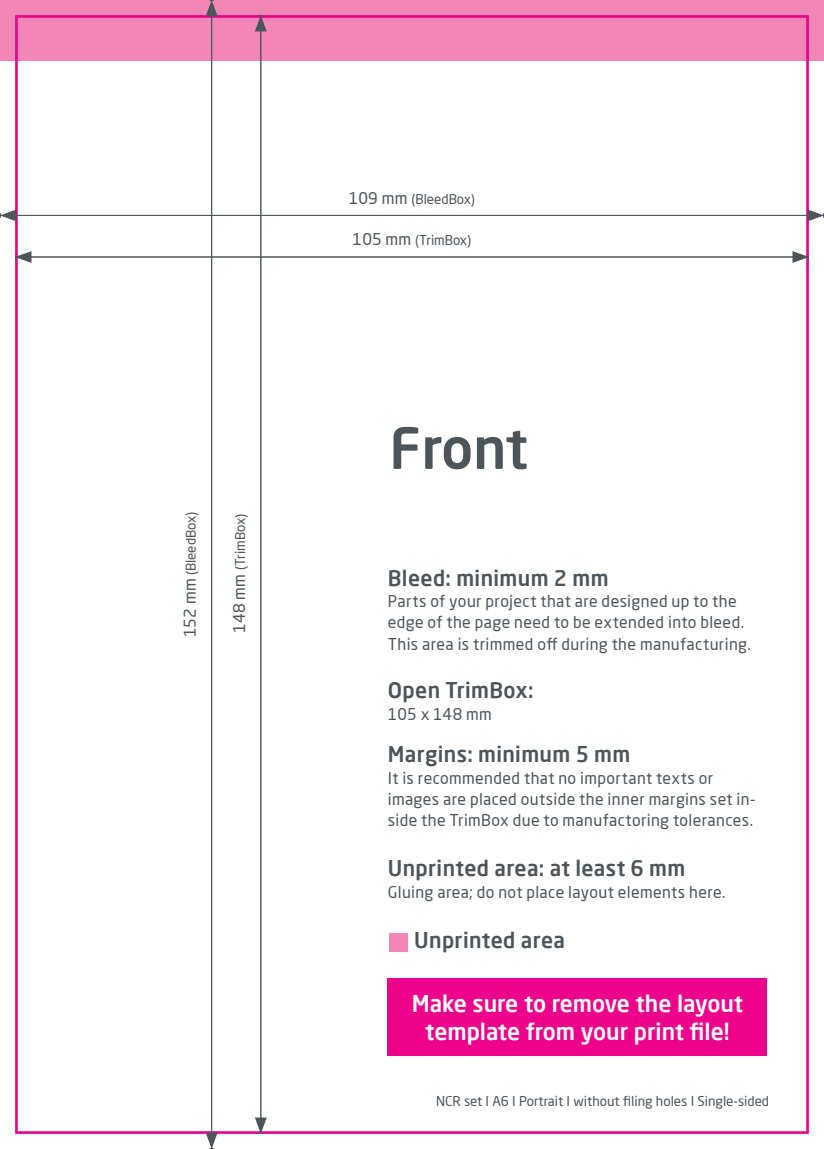 109 mm (BleedBox)
105 mm (TrimBox)
152 mm (BleedBox)
148 mm (TrimBox)
Front
Bleed: minimum 2 mm
Parts of your project that are designed up to the
edge of the page need to be extended into bleed.
This area is trimmed off during the manufacturing.
Open TrimBox:
105 x 148 mm
Margins: minimum 5 mm
It is recommended that no important texts or
images are placed outside the inner margins set in-
side the TrimBox due to manufactoring tolerances.
Unprinted area: at least 6 mm
Gluing area; do not place layout elements here.
Unprinted area
Make sure to remove the layout
template from your print file!
NCR set I A6 I Portrait I without filing holes I Single-sided